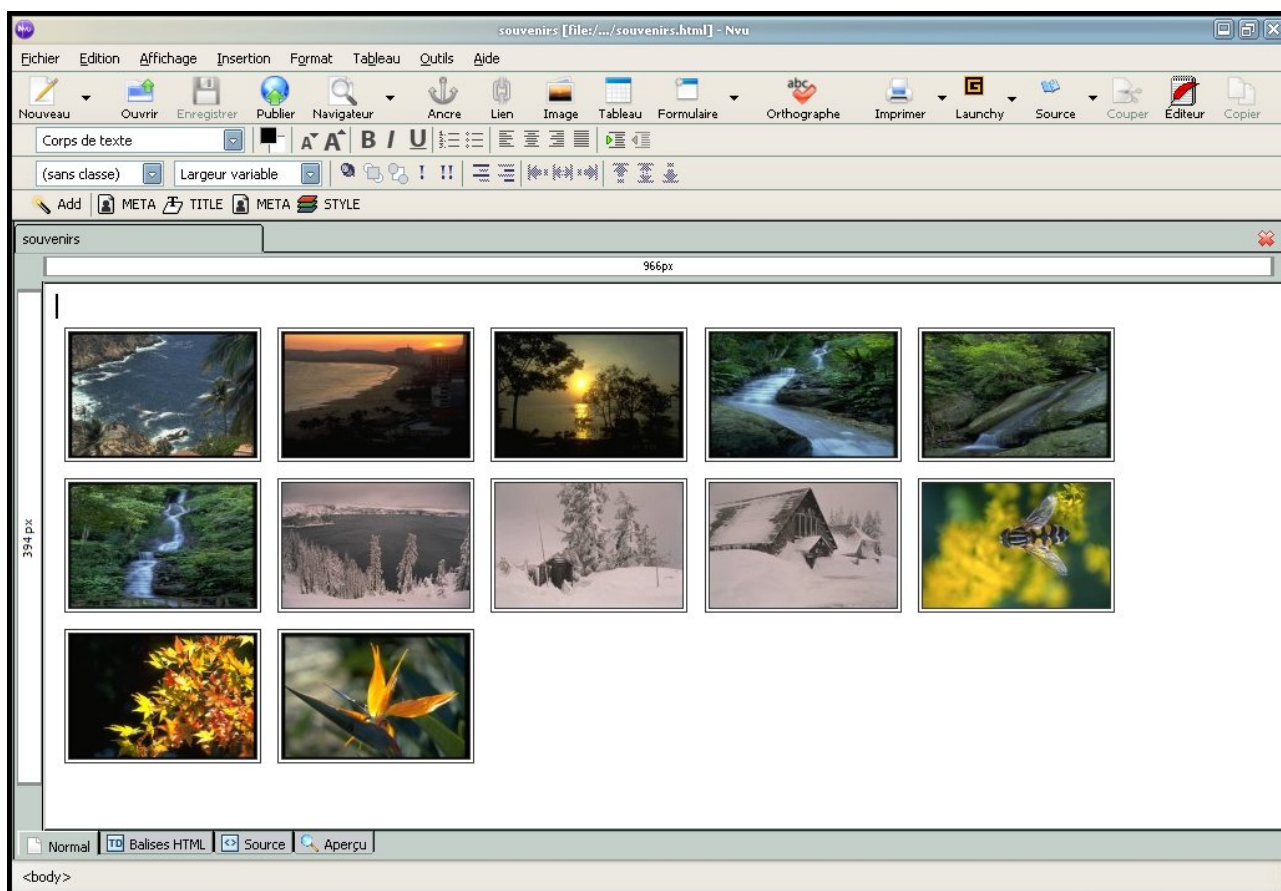 souvenirs [file:/.../souvenirs.html] - Nvu
Fichier Edition Affichage Insertion Format Tableau Outils Aide
Nouveau Ouvrir Enregistrer Publier Navigateur Ancre Lien Image Tableau Formulaire Orthographe Imprimer Launchy Source Couper Éditeur Copier
Corps de texte
(sans classe) Largeur variable
Add META TITLE META STYLE
souvenirs
966px
394px
Normal Balises HTML Source Aperçu
<body>